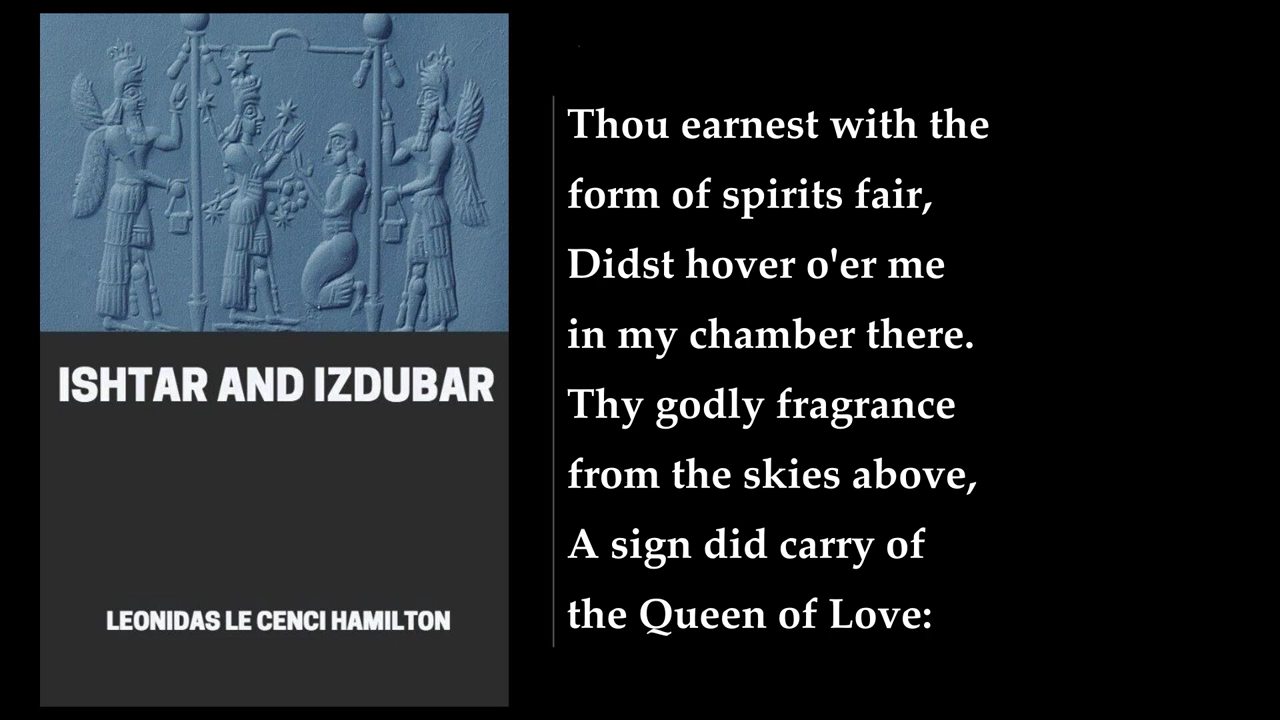 ISHTAR AND IZDUBAR
LEONIDAS LE CENCI HAMILTON
Thou earnest with the
form of spirits fair,
Didst hover o'er me
in my chamber there.
Thy godly fragrance
from the skies above,
A sign did carry of
the Queen of Love: